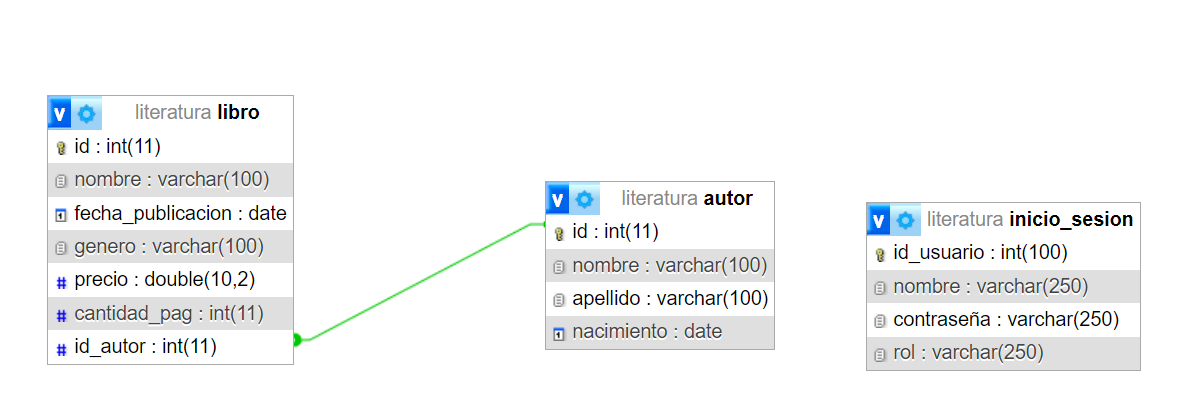 v literatura libro
id : int(11)
nombre : varchar(100)
fecha_publicacion : date
genero : varchar(100)
# precio : double(10,2)
# cantidad_pag : int(11)
# id_autor : int(11)
v literatura autor
id : int(11)
nombre : varchar(100)
apellido : varchar(100)
nacimiento : date
v literatura inicio_sesion
id_usuario : int(100)
nombre : varchar(250)
contraseña : varchar(250)
rol : varchar(250)